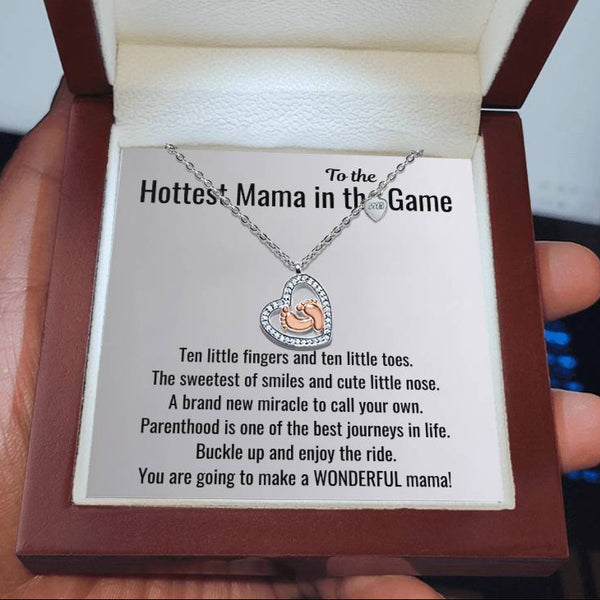 To the
Hottest Mama in the Game
Ten little fingers and ten little toes.
The sweetest of smiles and cute little nose.
A brand new miracle to call your own.
Parenthood is one of the best journeys in life.
Buckle up and enjoy the ride.
You are going to make a WONDERFUL mama!